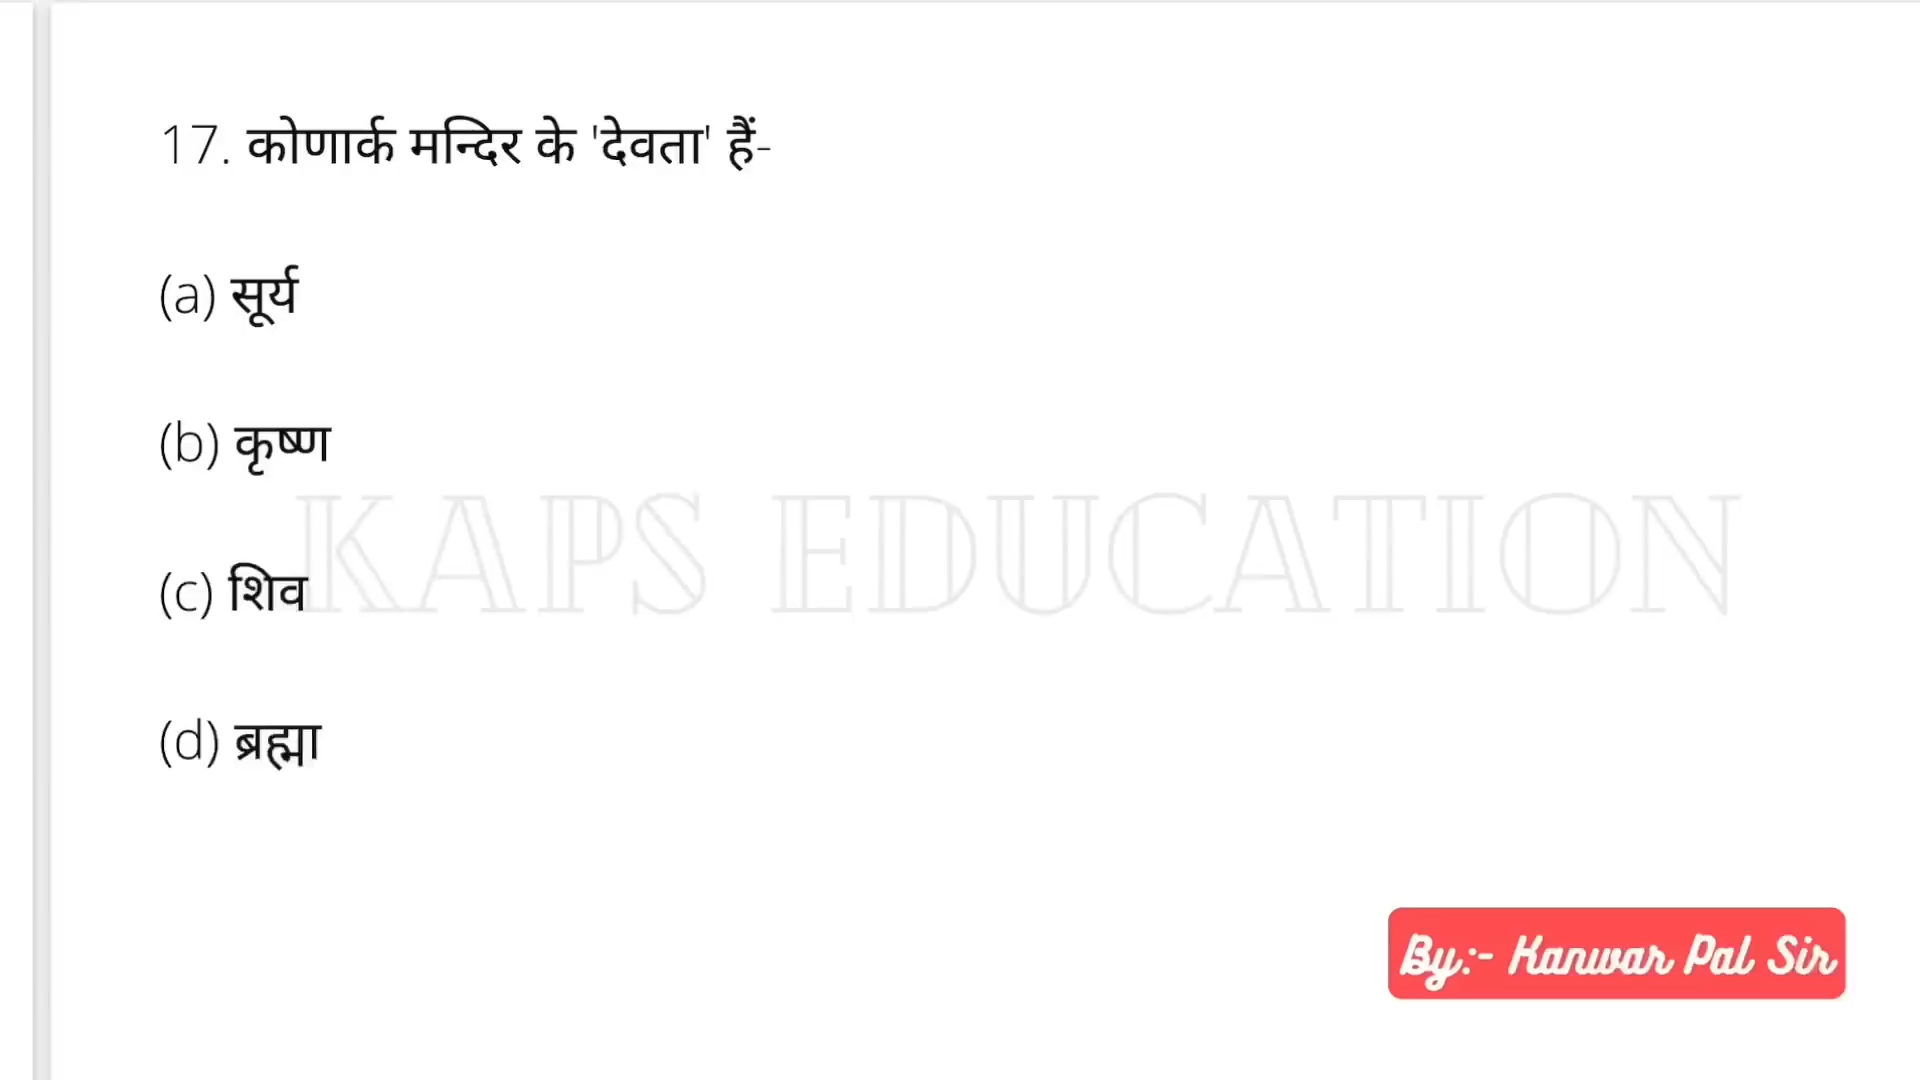 17. कोणार्क मन्दिर के 'देवता' हैं-
(a) सूर्य
(b) कृष्ण
KAPS EDUCATION
(c) शिव
(d) ब्रह्मा
By:- Kanwar Pal Sir